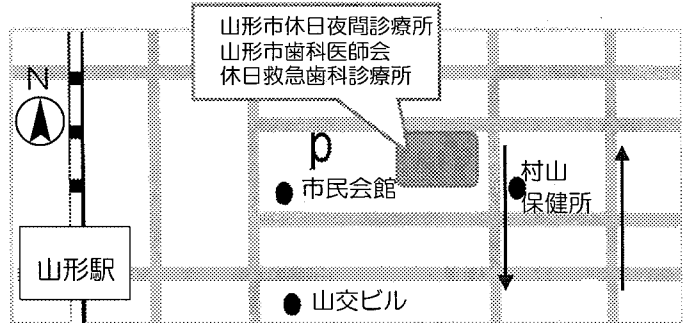 山形市休日夜間診療所
山形市歯科医師会
休日救急歯科診療所
N
p
市民会館
村山
保健所
山形駅
山交ビル